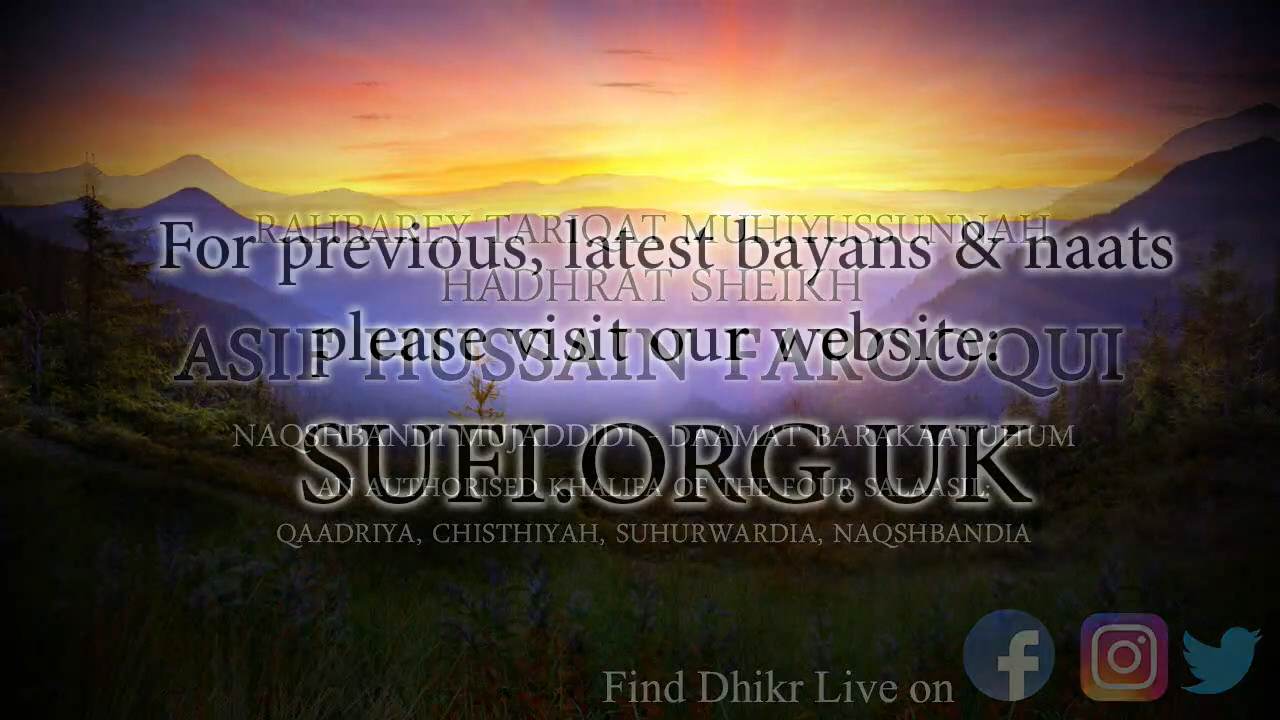 RAHBAREY TARIQAT MUHIYUSSUNNAH
For previous, latest bayans & naats
HADHRAT SHEIKH
please visit our website:
ASIF HUSSAIN FAROOQUI
SUFI.ORG.UK
NAQSHBANDI MUJADDIDI DAAMAT BARAKAATUHUM
AN AUTHORISED KHALIFA OF THE FOUR SALAASIL:
QAADRIYA, CHISTHIYAH, SUHURWARDIA, NAQSHBANDIA
Find Dhikr Live on